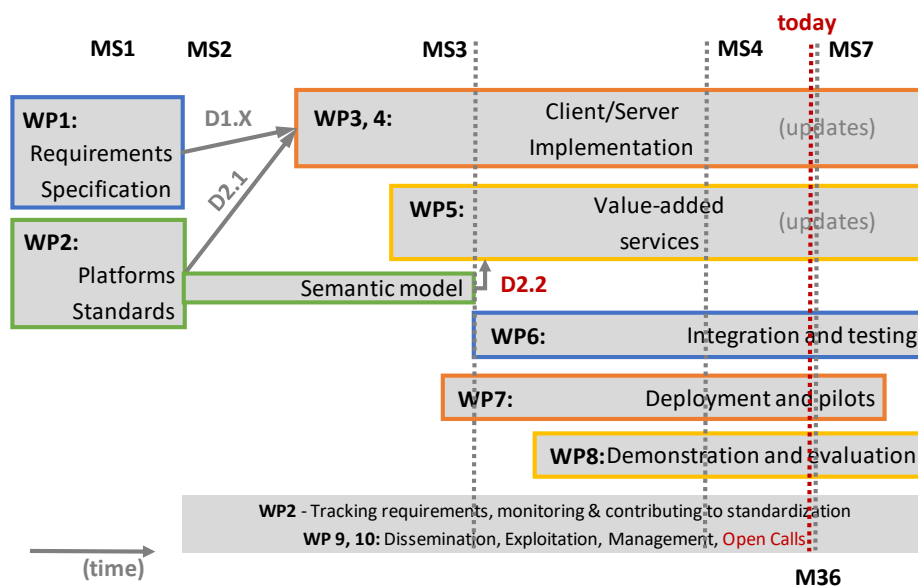 today
MS1
MS2
MS3
MS4
MS7
WP1:
Requirements
Specification
D1.X
D2.1
WP3, 4:
Client/Server
Implementation
(updates)
WP5:
Value-added
services
(updates)
WP2:
Platforms
Standards
Semantic model
D2.2
WP6:
Integration and testing
WP7:
Deployment and pilots
WP8:
Demonstration and evaluation
WP2 - Tracking requirements, monitoring & contributing to standardization
WP 9, 10: Dissemination, Exploitation, Management, Open Calls
(time)
M36